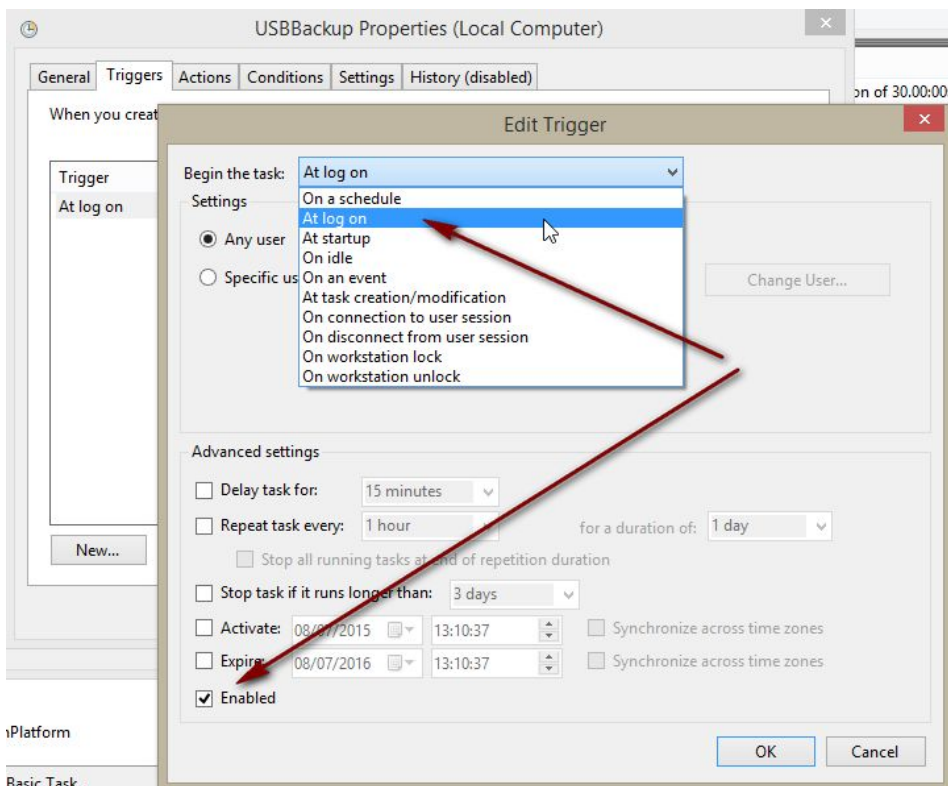 USBBackup Properties (Local Computer)
General Triggers Actions Conditions Settings History (disabled)
on of 30.00:00
When you creat
Edit Trigger
Trigger
At log on
Begin the task: At log on
Settings
On a schedule
At log on
Any user
At startup
On idle
Specific us
On an event
Change User...
At task creation/modification
On connection to user session
On disconnect from user session
On workstation lock
On workstation unlock
Advanced settings
Delay task for: 15 minutes
Repeat task every: 1 hour for a duration of: 1 day
New...
Stop all running tasks at end of repetition duration
Stop task if it runs longer than: 3 days
Activate: 08/07/2015 13:10:37 Synchronize across time zones
Expire: 08/07/2016 13:10:37 Synchronize across time zones
Enabled
nPlatform
OK Cancel
Basic Task